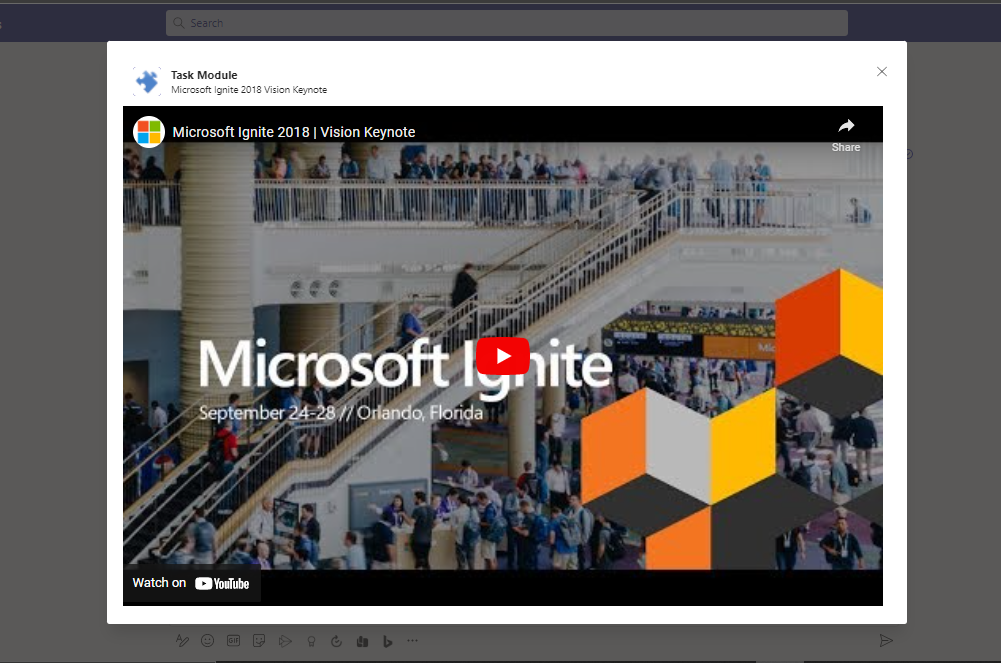 Search
Task Module
Microsoft Ignite 2018 Vision Keynote
Microsoft Ignite 2018 | Vision Keynote
Share
Microsoft Ignite
September 24-28 // Orlando, Florida
Watch on YouTube
GIF